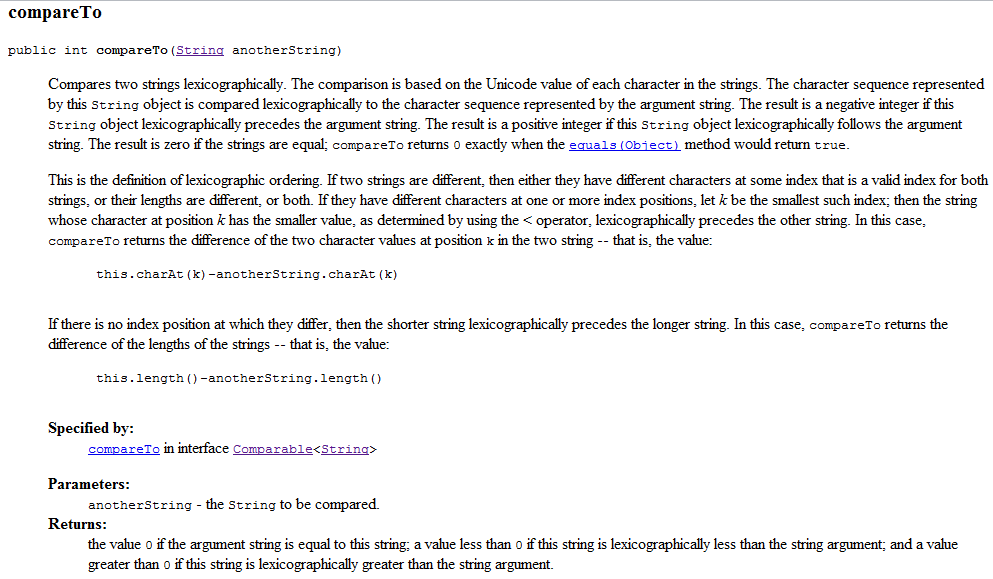 compareTo
public int compareTo(String anotherString)
Compares two strings lexicographically. The comparison is based on the Unicode value of each character in the strings. The character sequence represented
by this String object is compared lexicographically to the character sequence represented by the argument string. The result is a negative integer if this
String object lexicographically precedes the argument string. The result is a positive integer if this String object lexicographically follows the argument
string. The result is zero if the strings are equal; compareTo returns 0 exactly when the equals(Object) method would return true.
This is the definition of lexicographic ordering. If two strings are different, then either they have different characters at some index that is a valid index for both
strings, or their lengths are different, or both. If they have different characters at one or more index positions, let k be the smallest such index; then the string
whose character at position k has the smaller value, as determined by using the < operator, lexicographically precedes the other string. In this case,
compareTo returns the difference of the two character values at position k in the two string -- that is, the value:
this.charAt(k)-anotherString.charAt(k)
If there is no index position at which they differ, then the shorter string lexicographically precedes the longer string. In this case, compareTo returns the
difference of the lengths of the strings -- that is, the value:
this.length()-anotherString.length()
Specified by:
compareTo in interface Comparable<String>
Parameters:
anotherString - the String to be compared.
Returns:
the value 0 if the argument string is equal to this string; a value less than 0 if this string is lexicographically less than the string argument; and a value
greater than 0 if this string is lexicographically greater than the string argument.